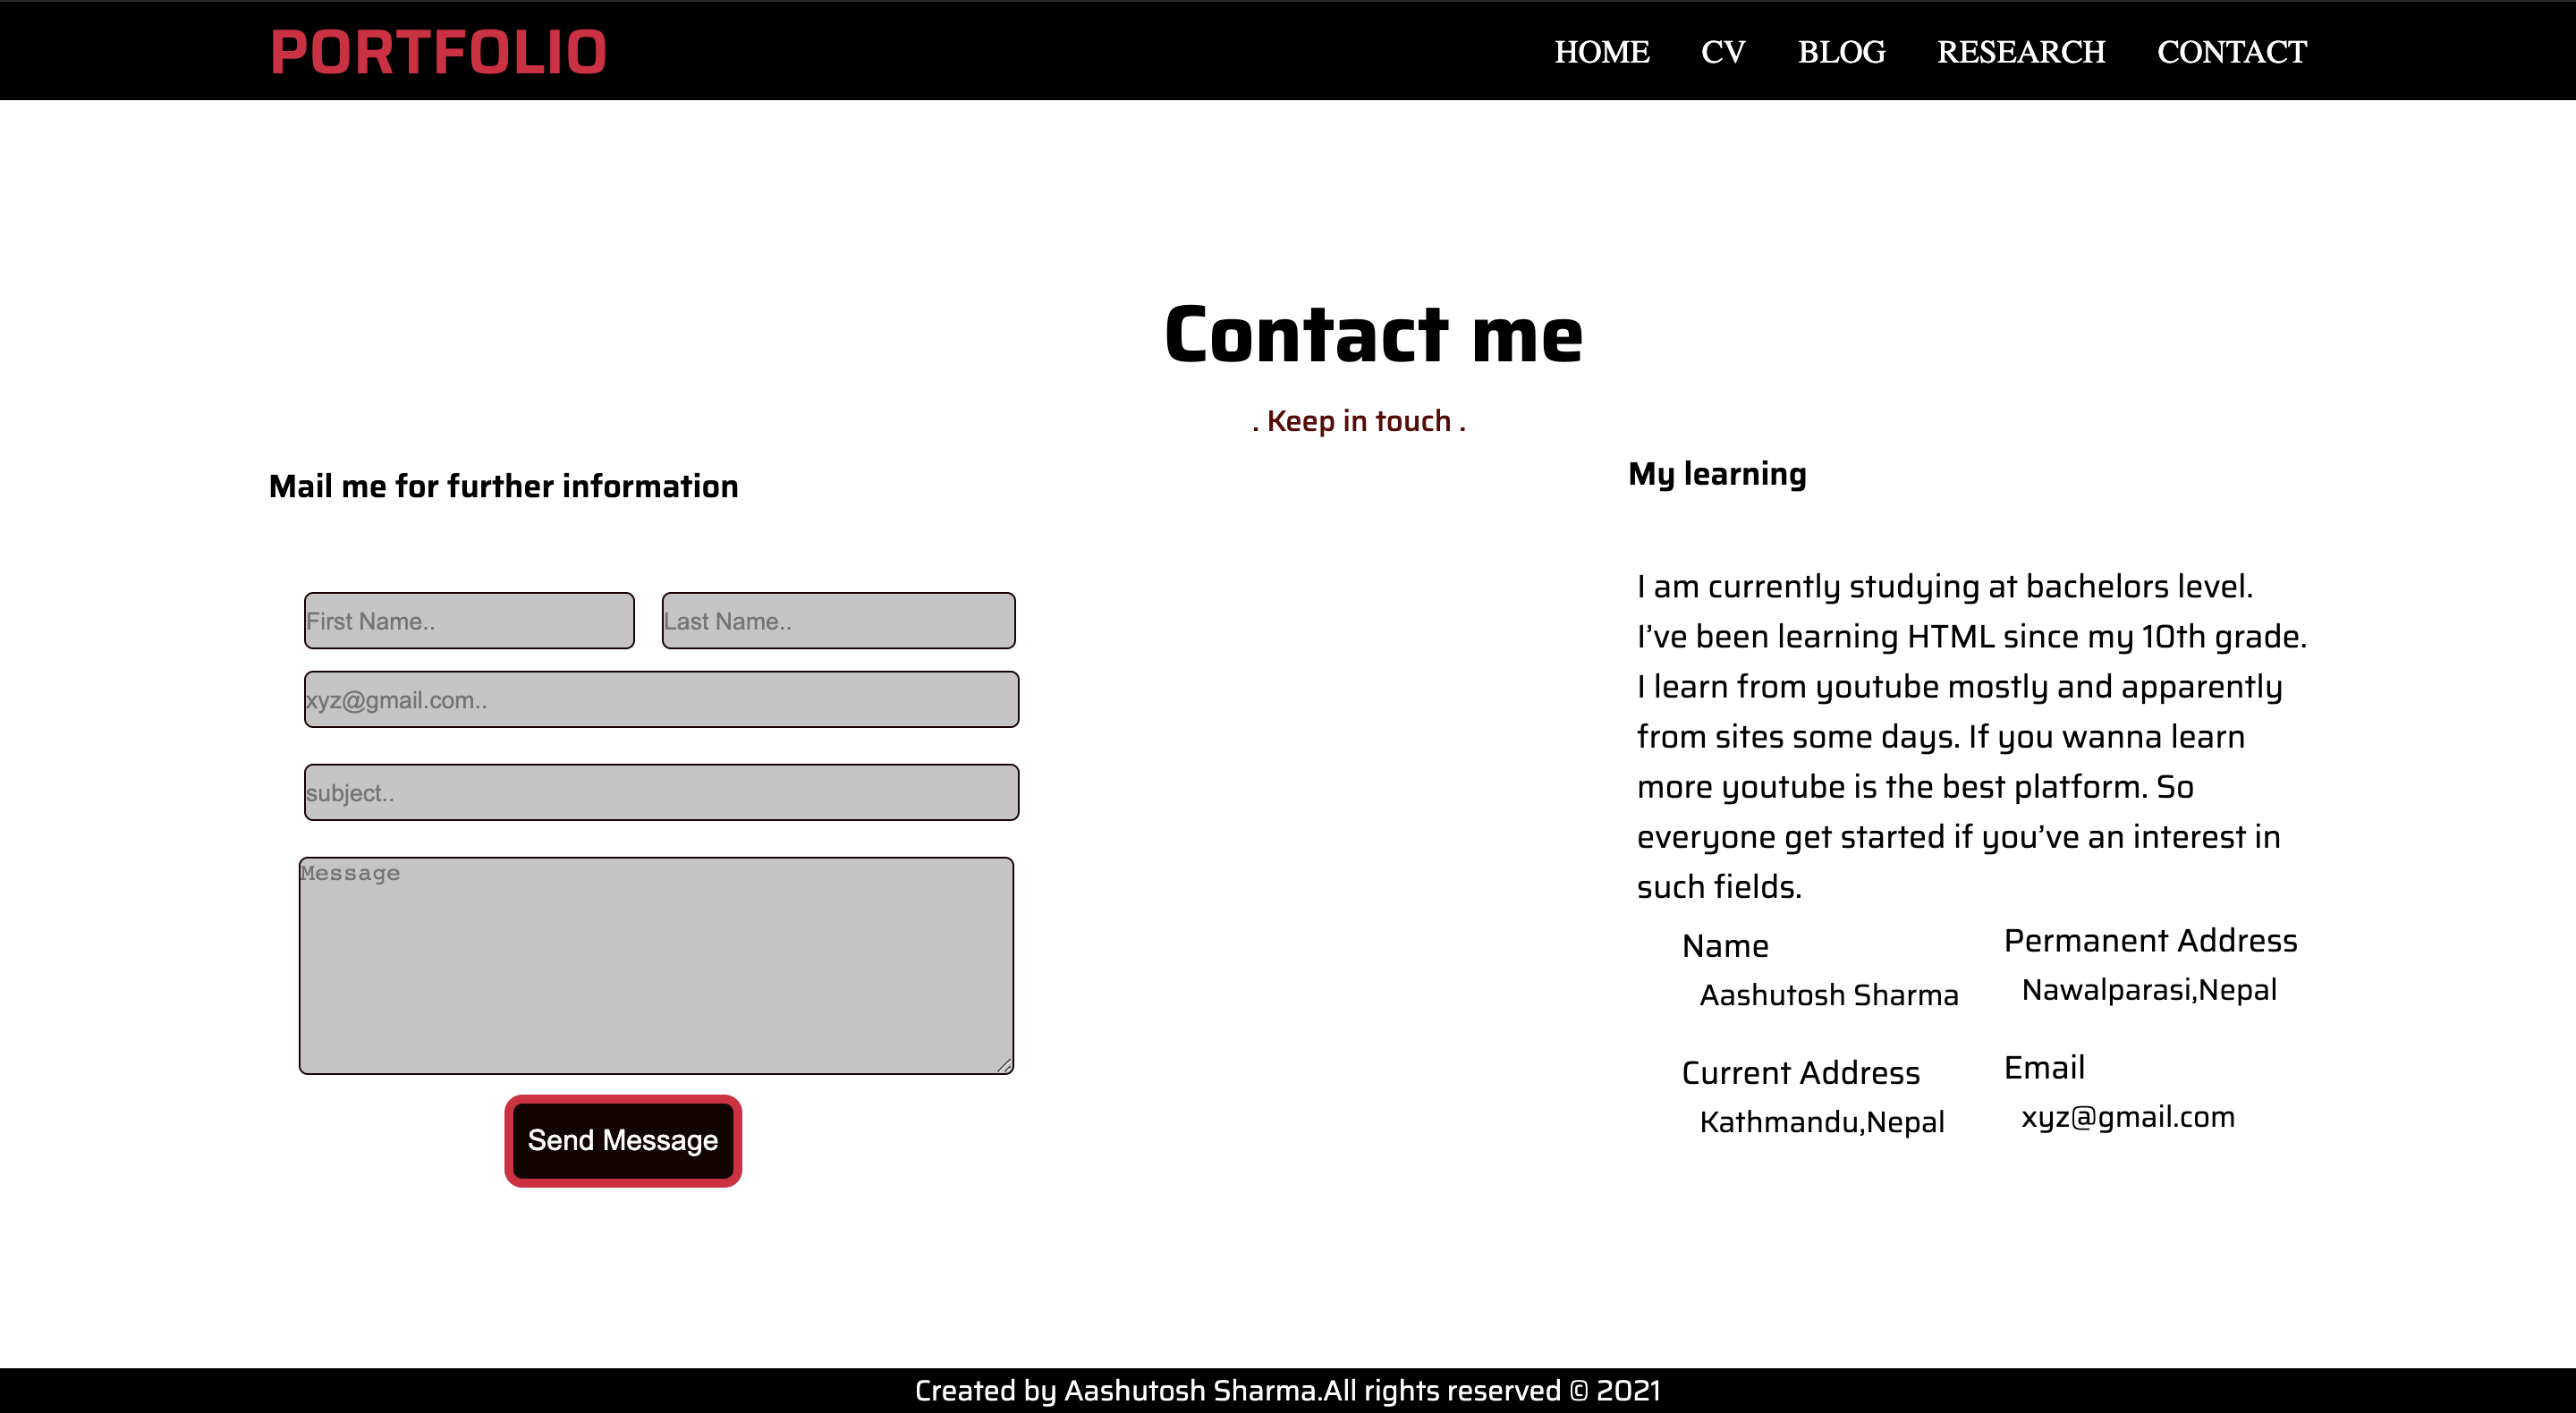 PORTFOLIO
HOME CV BLOG RESEARCH CONTACT
Contact me
. Keep in touch .
Mail me for further information
First Name..
Last Name..
xyz@gmail.com..
subject..
Message
Send Message
My learning
I am currently studying at bachelors level.
I’ve been learning HTML since my 10th grade.
I learn from youtube mostly and apparently
from sites some days. If you wanna learn
more youtube is the best platform. So
everyone get started if you’ve an interest in
such fields.
Name
Aashutosh Sharma
Permanent Address
Nawalparasi,Nepal
Current Address
Kathmandu,Nepal
Email
xyz@gmail.com
Created by Aashutosh Sharma.All rights reserved © 2021